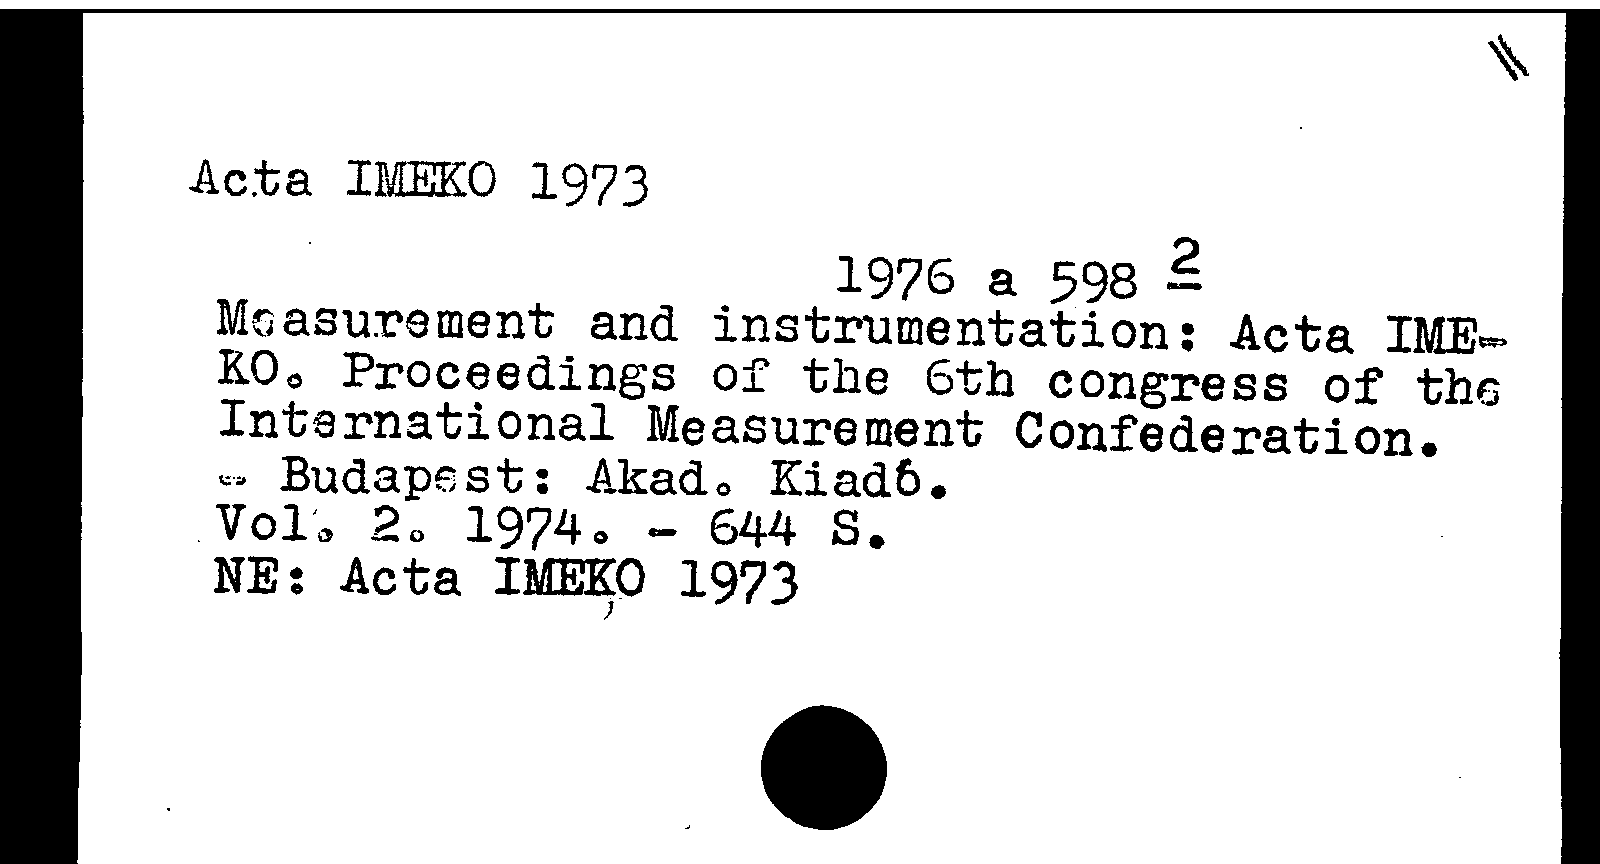 Acta IMEKO 1973
1976 a 598 2
Measurement and instrumentation: Acta IME-
KO. Proceedings of the 6th congress of the
International Measurement Confederation.
- Budapest: Akad. Kiadó.
Vol. 2. 1974. - 644 S.
NE: Acta IMEKO 1973